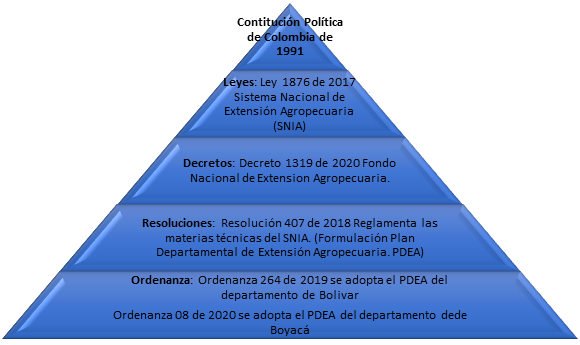 Contitución Política
de Colombia de
1991
Leyes: Ley 1876 de 2017
Sistema Nacional de
Extensión Agropecuaria
(SNIA)
Decretos: Decreto 1319 de 2020 Fondo
Nacional de Extension Agropecuaria.
Resoluciones: Resolución 407 de 2018 Reglamenta las
materias técnicas del SNIA. (Formulación Plan
Departamental de Extensión Agropecuaria. PDEA)
Ordenanza: Ordenanza 264 de 2019 se adopta el PDEA del
departamento de Bolivar
Ordenanza 08 de 2020 se adopta el PDEA del departamento dede
Boyacá